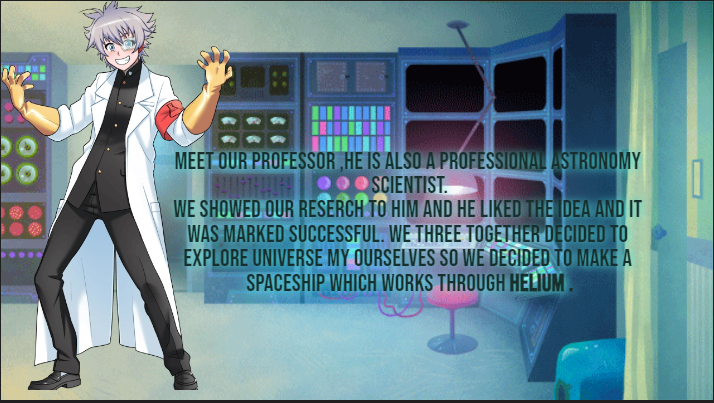 MEET OUR PROFESSOR ,HE IS ALSO A PROFESSIONAL ASTRONOMY
SCIENTIST.
WE SHOWED OUR RESERCH TO HIM AND HE LIKED THE IDEA AND IT
WAS MARKED SUCCESSFUL. WE THREE TOGETHER DECIDED TO
EXPLORE UNIVERSE MY OURSELVES SO WE DECIDED TO MAKE A
SPACESHIP WHICH WORKS THROUGH HELIUM .